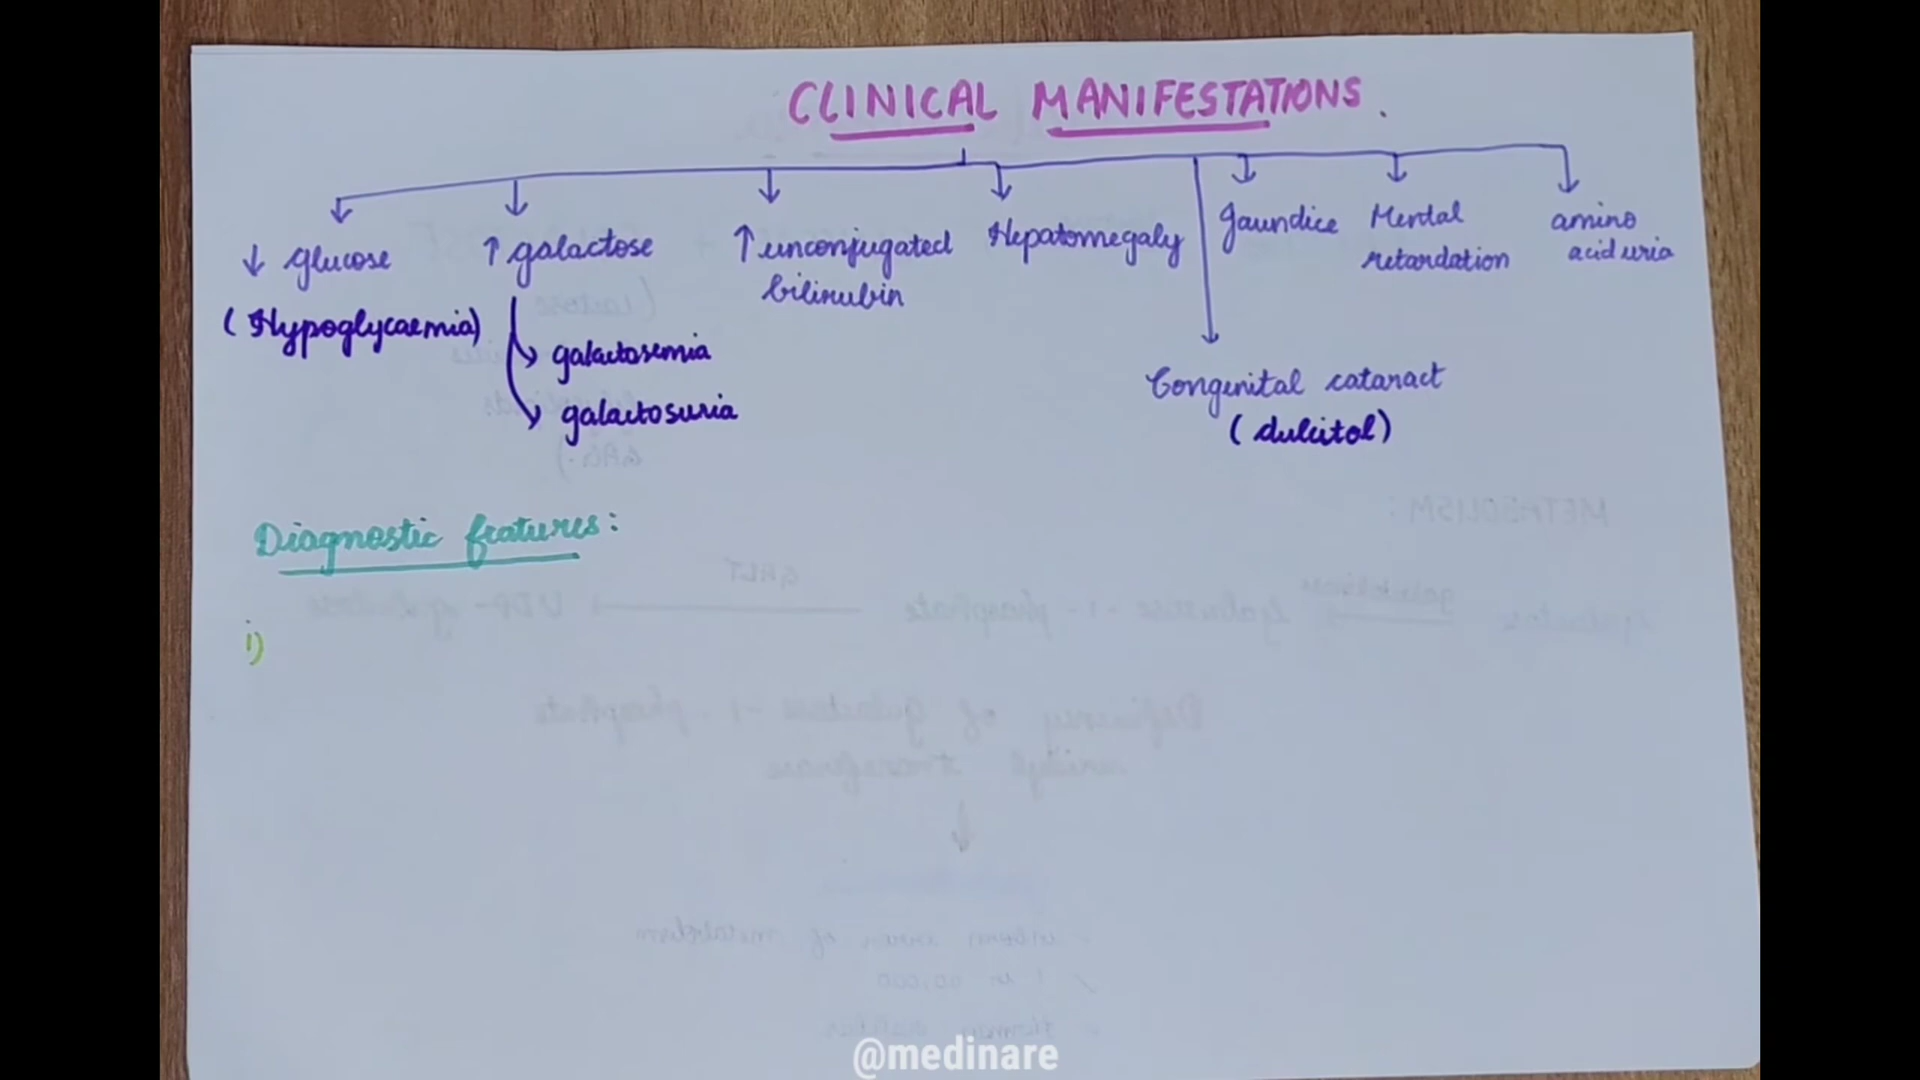 CLINICAL MANIFESTATIONS.
↓ glucose
(Hypoglycaemia)
↑ galactose
galactosemia
galactosuria
↑ unconjugated
bilirubin
Hepatomegaly
Congenital cataract
(dulcitol)
Jaundice
Mental
retardation
amino
aciduria
Diagnostic features:
i)
@medinare